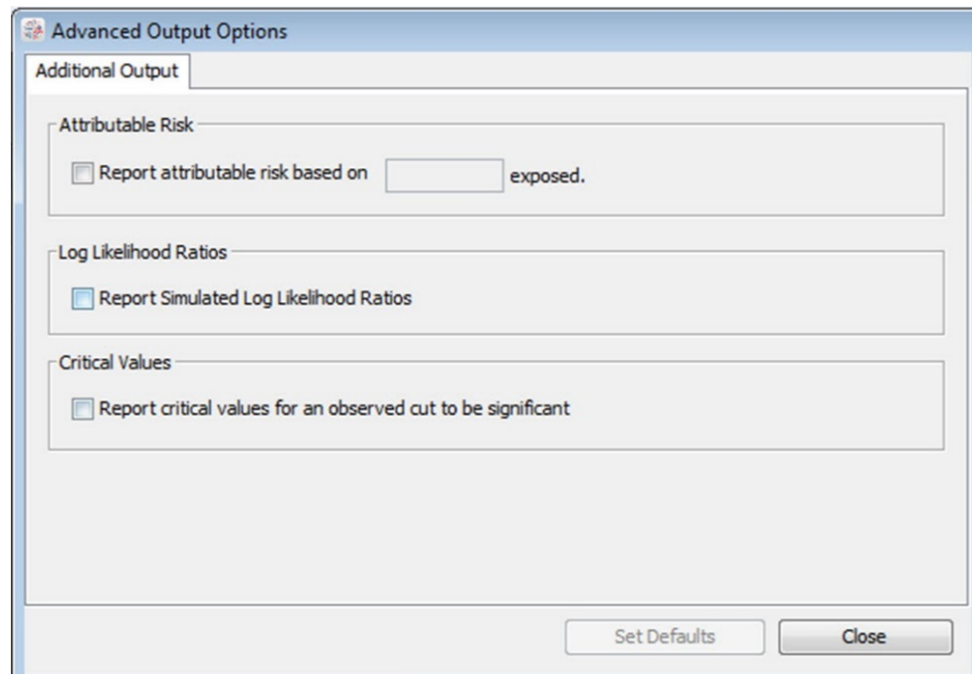 Advanced Output Options
Additional Output
Attributable Risk
Report attributable risk based on exposed.
Log Likelihood Ratios
Report Simulated Log Likelihood Ratios
Critical Values
Report critical values for an observed cut to be significant
Set Defaults Close